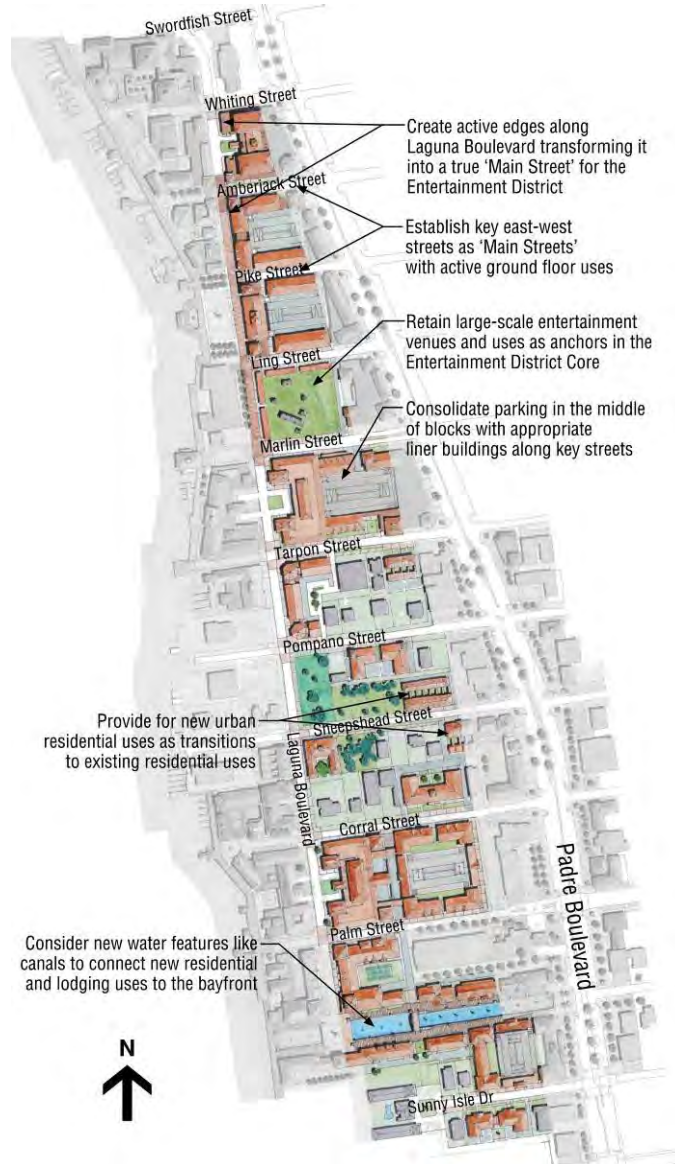 Swordfish Street
Whiting Street
Create active edges along
Laguna Boulevard transforming it
into a true ‘Main Street’ for the
Entertainment District
Amberjack Street
Establish key east-west
streets as ‘Main Streets’
with active ground floor uses
Pike Street
Retain large-scale entertainment
venues and uses as anchors in the
Entertainment District Core
Ling Street
Consolidate parking in the middle
of blocks with appropriate
liner buildings along key streets
Marlin Street
Tarpon Street
Pompano Street
Provide for new urban
residential uses as transitions
to existing residential uses
Sheepshead Street
Laguna Boulevard
Corral Street
Padre Boulevard
Palm Street
Consider new water features like
canals to connect new residential
and lodging uses to the bayfront
N
Sunny Isle Dr